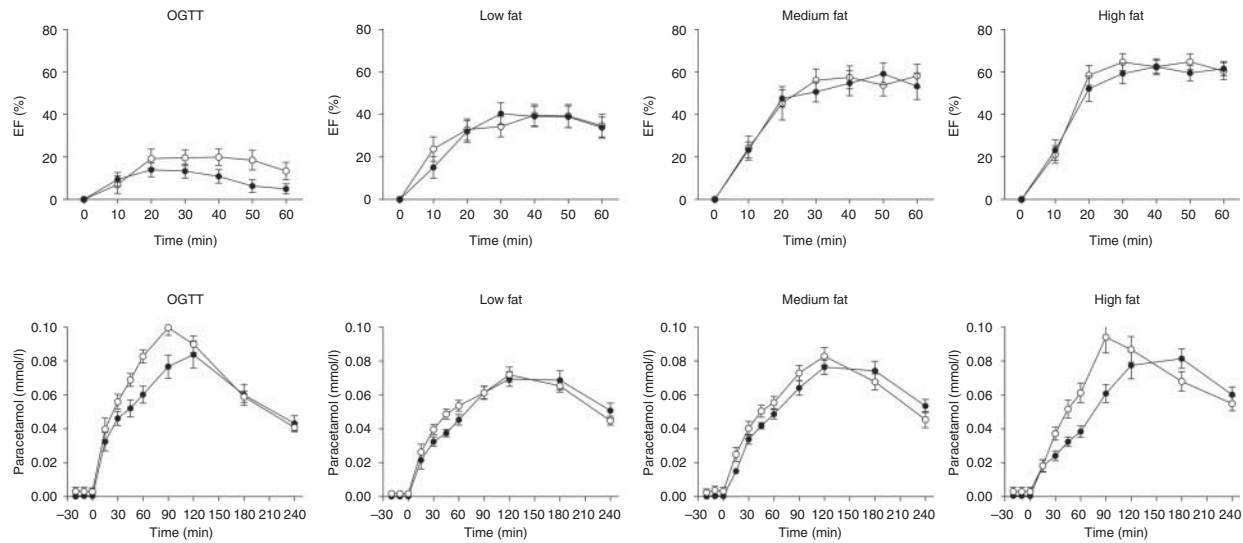 OGTT
80
60
40
20
0
EF (%)
0 10 20 30 40 50 60
Time (min)
Low fat
80
60
40
20
0
EF (%)
0 10 20 30 40 50 60
Time (min)
Medium fat
80
60
40
20
0
EF (%)
0 10 20 30 40 50 60
Time (min)
High fat
80
60
40
20
0
EF (%)
0 10 20 30 40 50 60
Time (min)
OGTT
0.10
0.08
0.06
0.04
0.02
0.00
Paracetamol (mmol/l)
–30 0 30 60 90 120 150 180 210 240
Time (min)
Low fat
0.10
0.08
0.06
0.04
0.02
0.00
Paracetamol (mmol/l)
–30 0 30 60 90 120 150 180 210 240
Time (min)
Medium fat
0.10
0.08
0.06
0.04
0.02
0.00
Paracetamol (mmol/l)
–30 0 30 60 90 120 150 180 210 240
Time (min)
High fat
0.10
0.08
0.06
0.04
0.02
0.00
Paracetamol (mmol/l)
–30 0 30 60 90 120 150 180 210 240
Time (min)